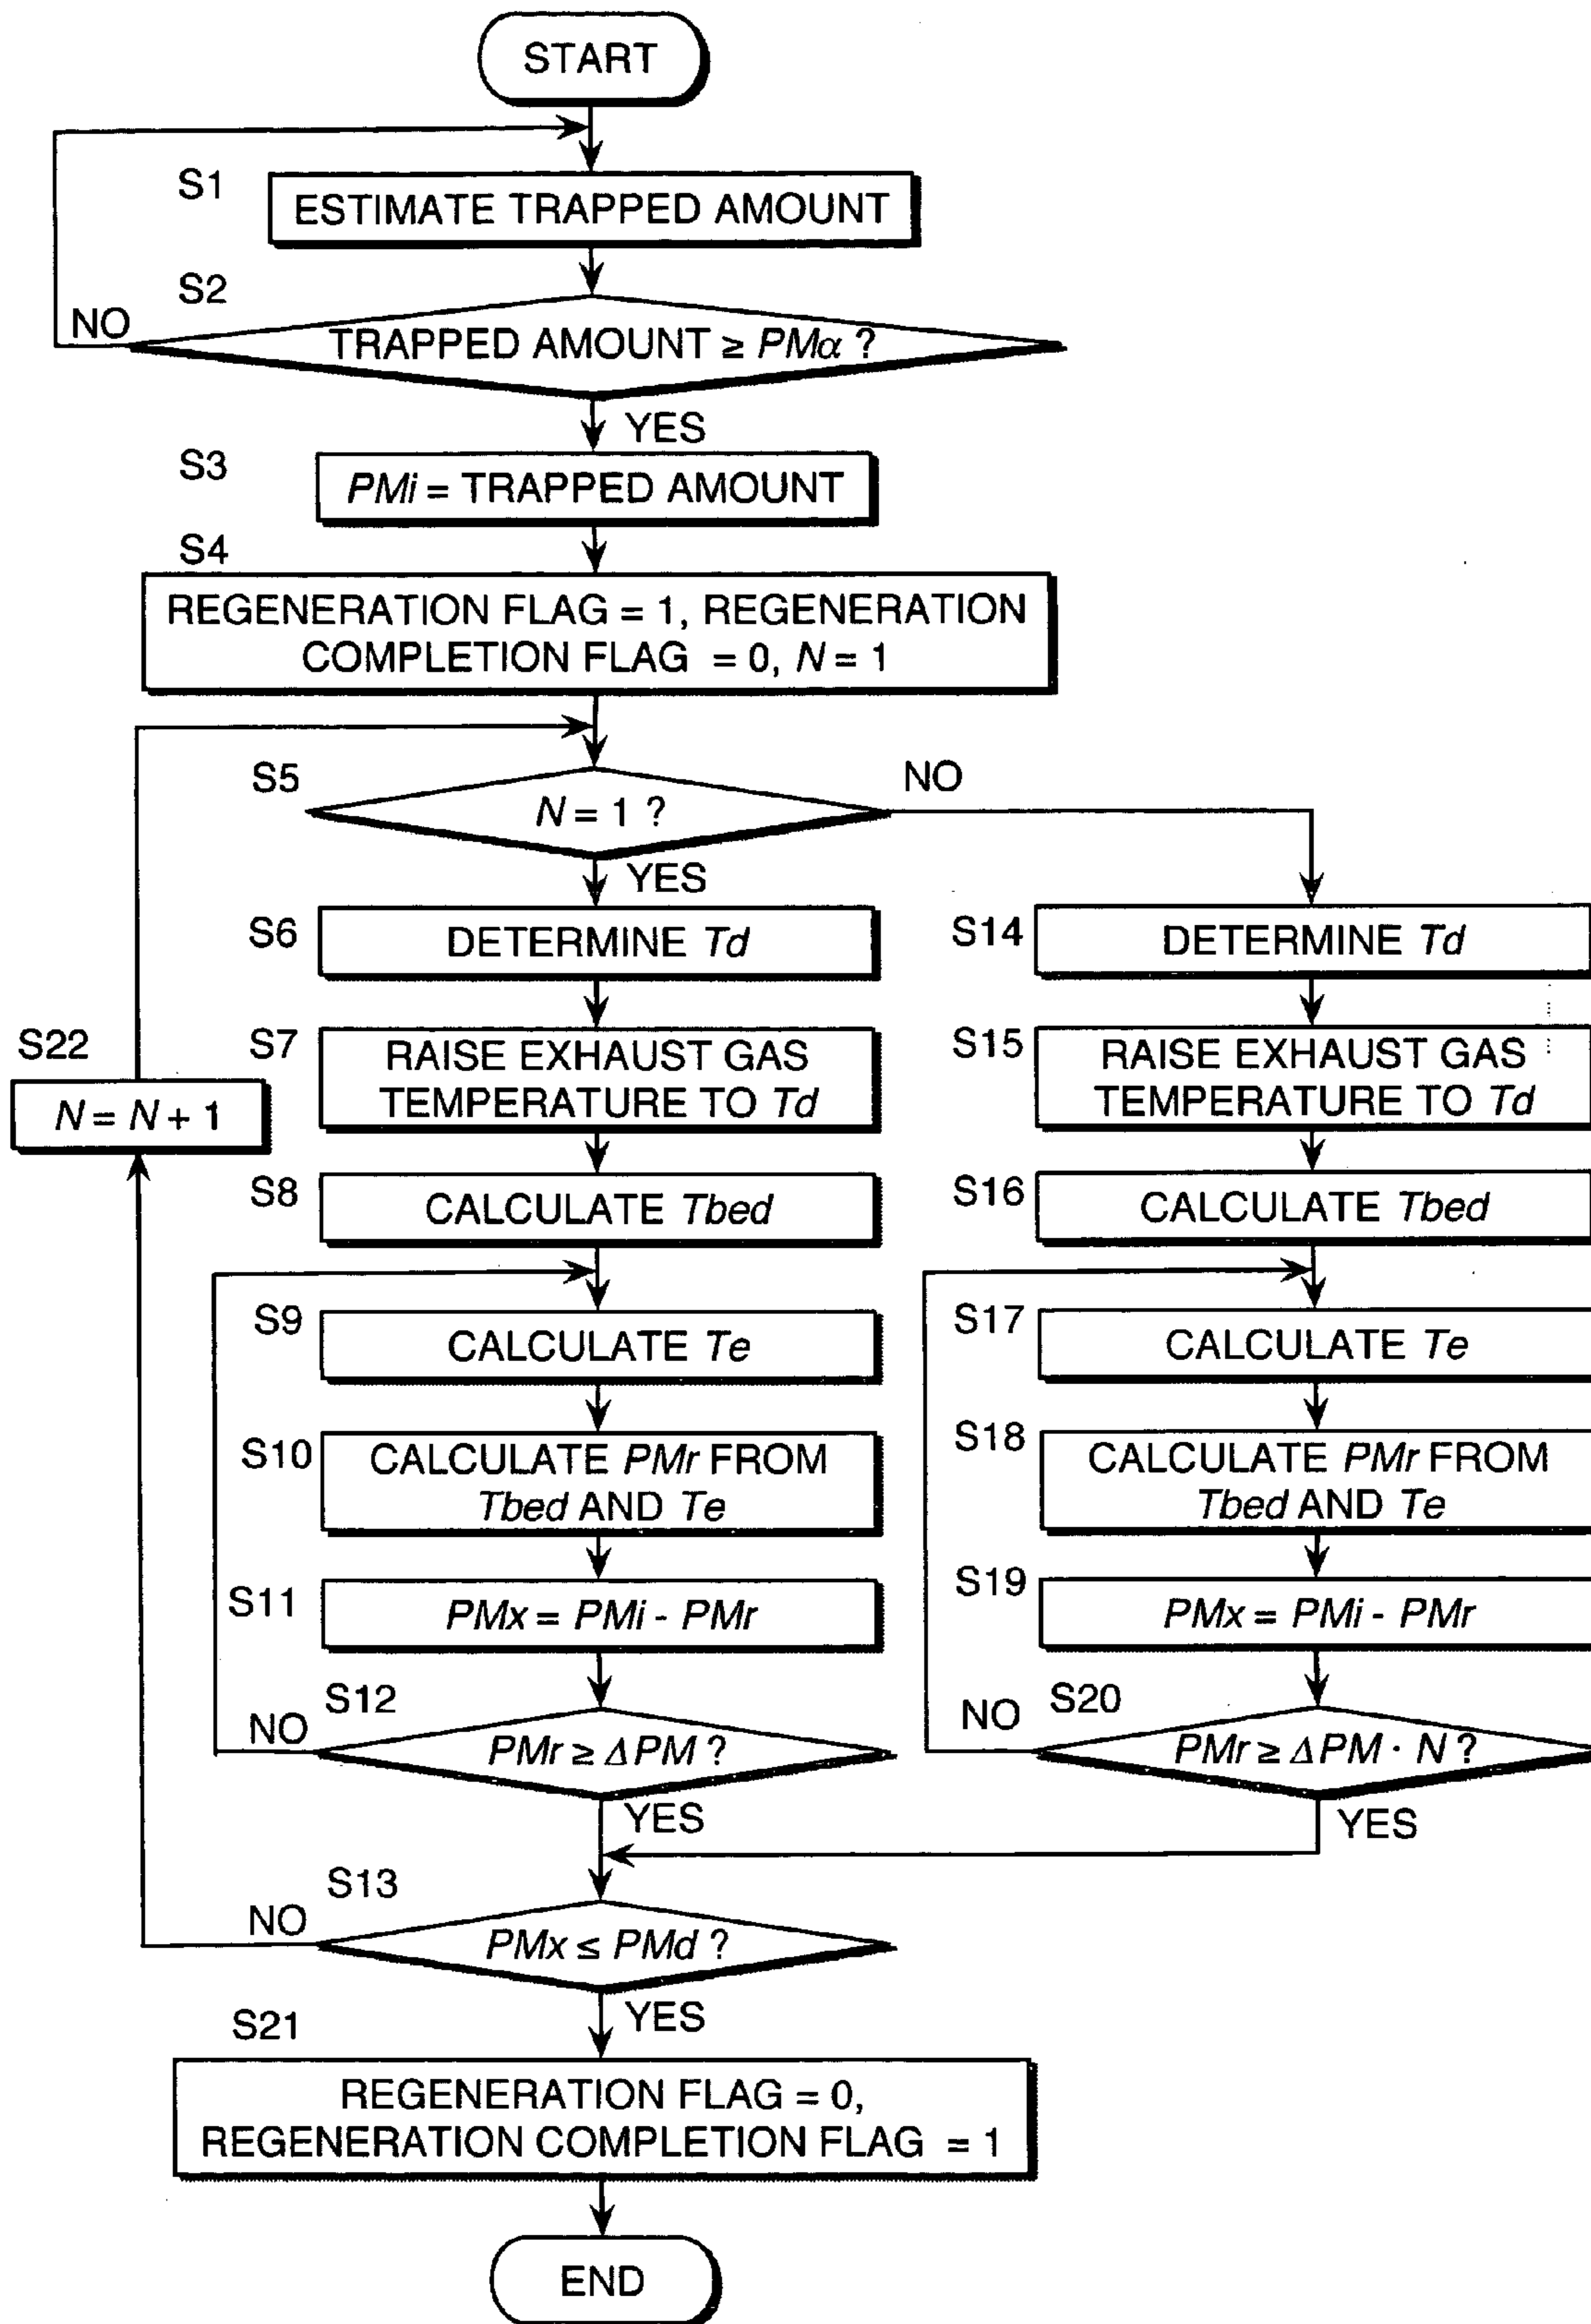 START
S1
ESTIMATE TRAPPED AMOUNT
S2
NO
TRAPPED AMOUNT ≥ PMα ?
YES
S3
PMi = TRAPPED AMOUNT
S4
REGENERATION FLAG = 1, REGENERATION
COMPLETION FLAG = 0, N = 1
S5
N = 1 ?
NO
YES
S6
DETERMINE Td
S14
DETERMINE Td
S22
N = N + 1
S7
RAISE EXHAUST GAS
TEMPERATURE TO Td
S15
RAISE EXHAUST GAS
TEMPERATURE TO Td
S8
CALCULATE Tbed
S16
CALCULATE Tbed
S9
CALCULATE Te
S17
CALCULATE Te
S10
CALCULATE PMr FROM
Tbed AND Te
S18
CALCULATE PMr FROM
Tbed AND Te
S11
PMx = PMi - PMr
S19
PMx = PMi - PMr
S12
NO
PMr ≥ ΔPM ?
YES
S20
NO
PMr ≥ ΔPM · N ?
YES
S13
NO
PMx ≤ PMd ?
YES
S21
REGENERATION FLAG = 0,
REGENERATION COMPLETION FLAG = 1
END